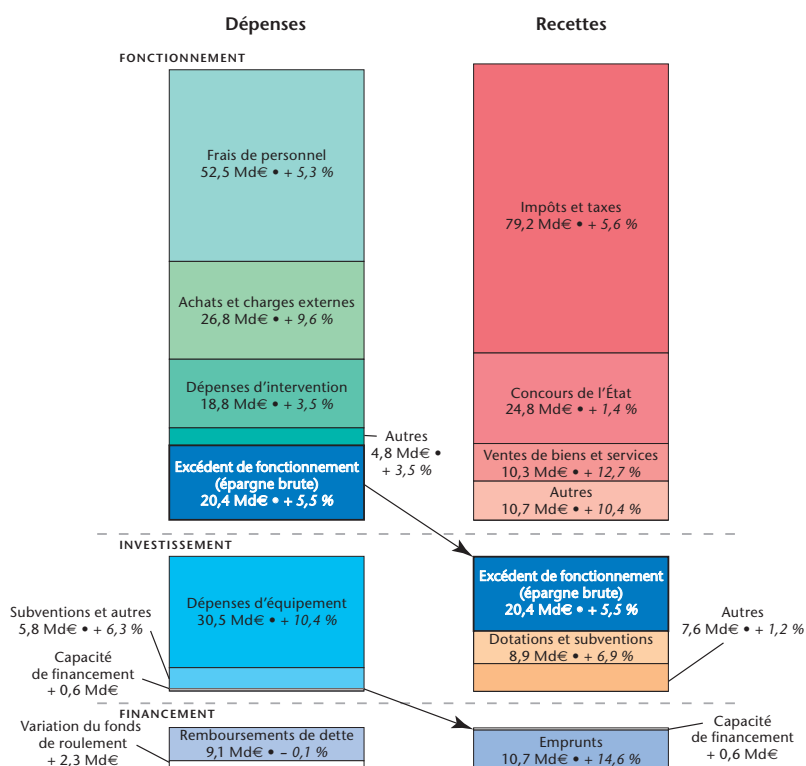 Dépenses
Recettes
FONCTIONNEMENT
Frais de personnel
52,5 Md€ • + 5,3 %
Achats et charges externes
26,8 Md€ • + 9,6 %
Dépenses d’intervention
18,8 Md€ • + 3,5 %
Autres
4,8 Md€ •
+ 3,5 %
Excédent de fonctionnement
(épargne brute)
20,4 Md€ • + 5,5 %
Impôts et taxes
79,2 Md€ • + 5,6 %
Concours de l’État
24,8 Md€ • + 1,4 %
Ventes de biens et services
10,3 Md€ • + 12,7 %
Autres
10,7 Md€ • + 10,4 %
INVESTISSEMENT
Dépenses d’équipement
30,5 Md€ • + 10,4 %
Subventions et autres
5,8 Md€ • + 6,3 %
Capacité
de financement
+ 0,6 Md€
Excédent de fonctionnement
(épargne brute)
20,4 Md€ • + 5,5 %
Dotations et subventions
8,9 Md€ • + 6,9 %
Autres
7,6 Md€ • + 1,2 %
FINANCEMENT
Variation du fonds
de roulement
+ 2,3 Md€
Remboursements de dette
9,1 Md€ • – 0,1 %
Emprunts
10,7 Md€ • + 14,6 %
Capacité
de financement
+ 0,6 Md€